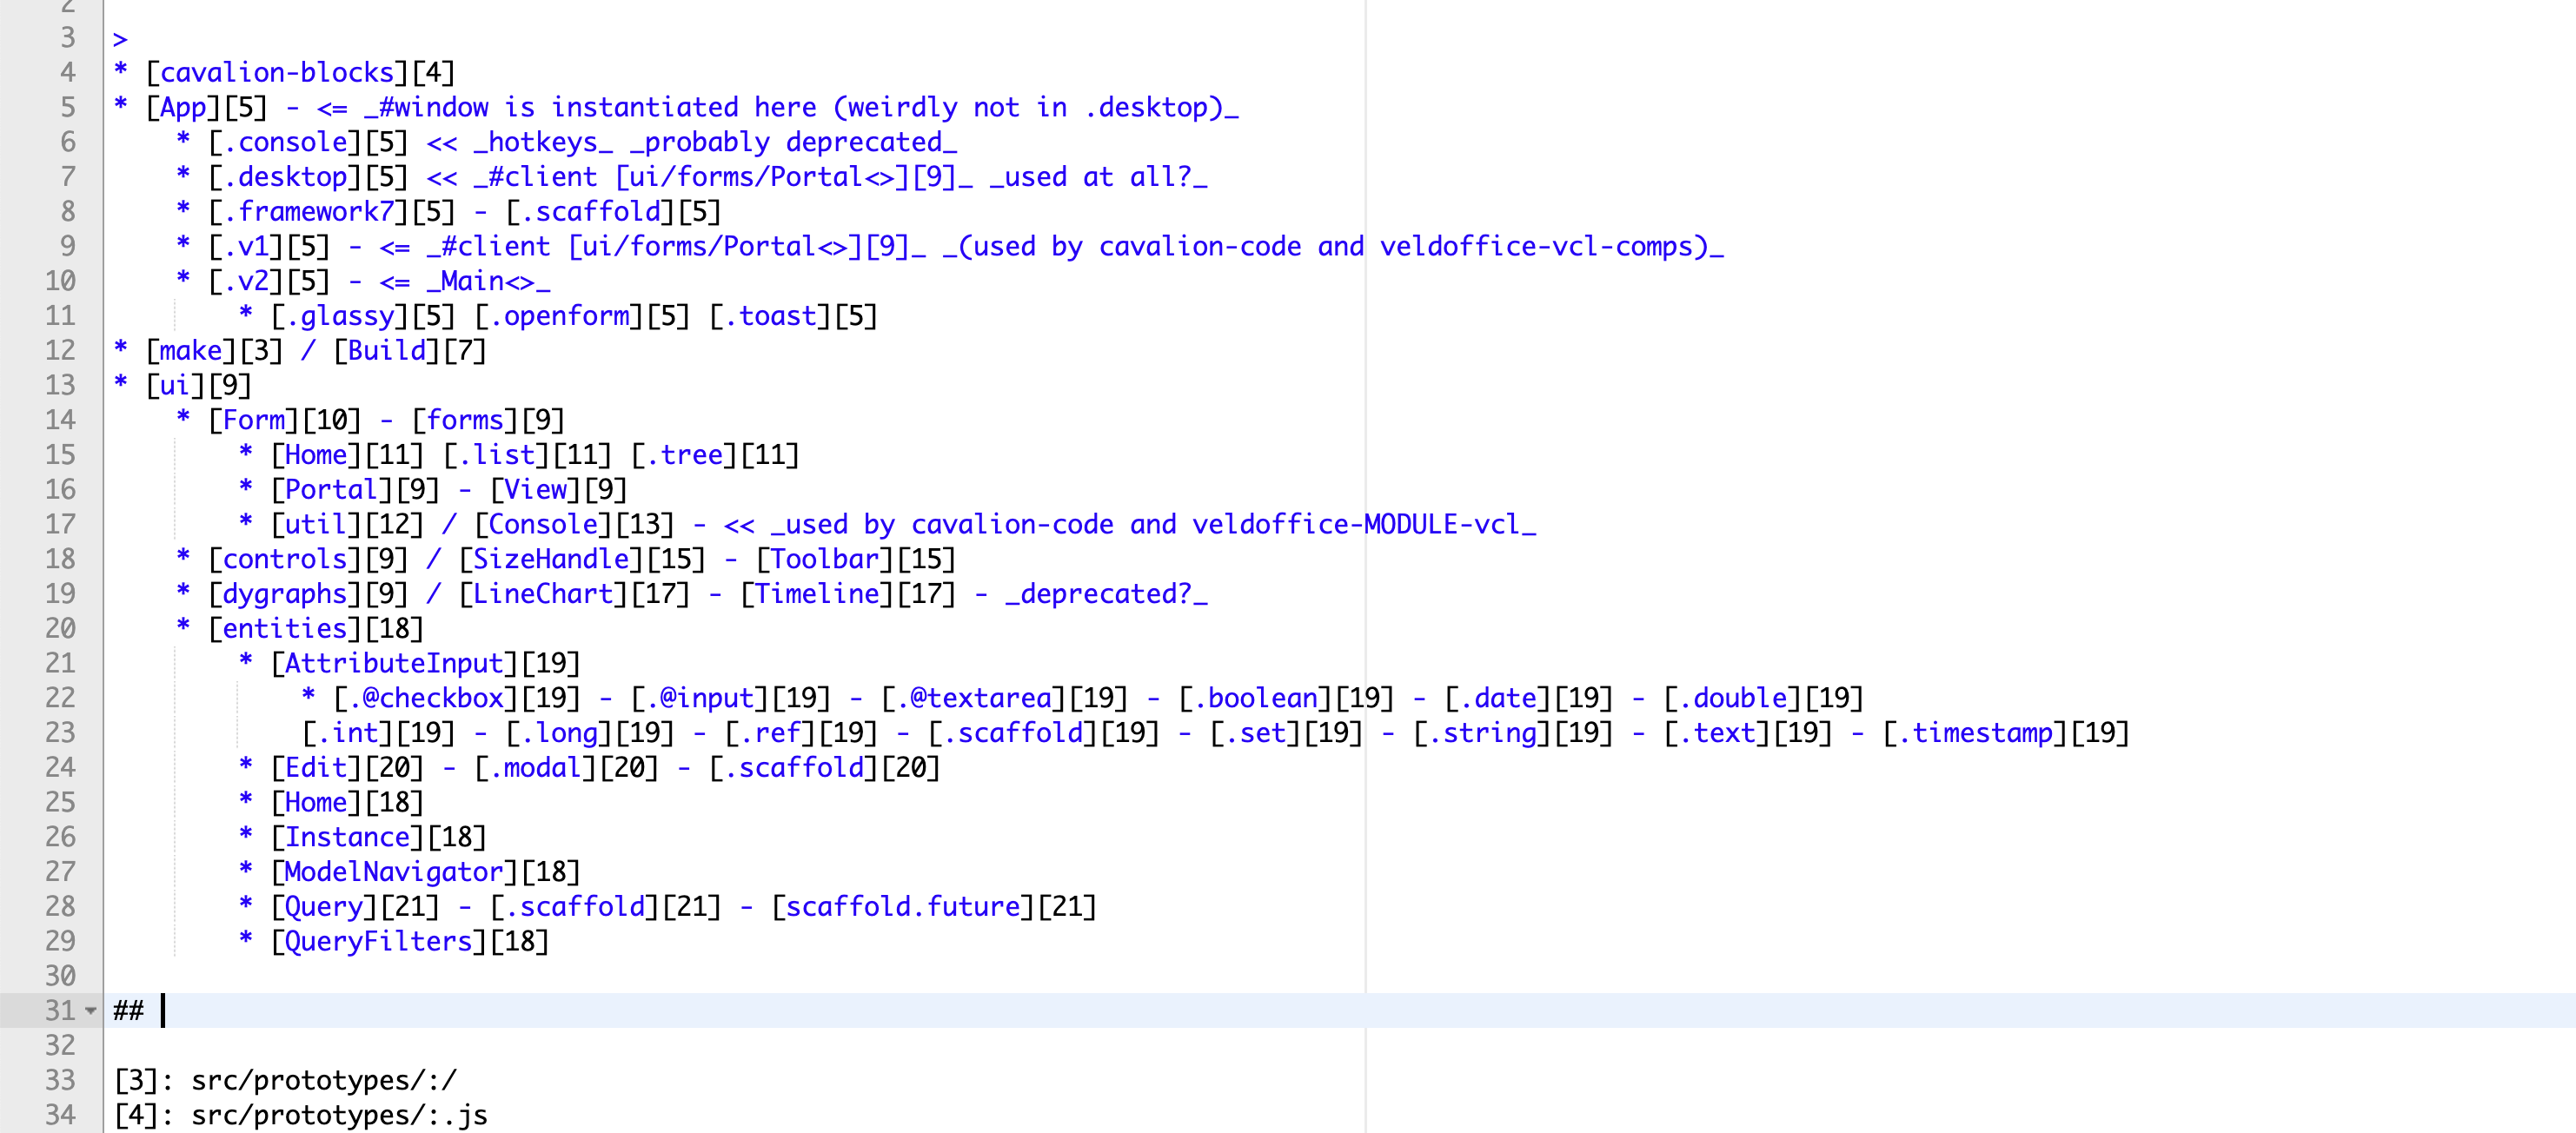 2
3 >
4 * [cavalion-blocks][4]
5 * [App][5] - <= _#window is instantiated here (weirdly not in .desktop)_
6     * [.console][5] << _hotkeys_ _probably deprecated_
7     * [.desktop][5] << _#client [ui/forms/Portal<>][9]_ _used at all?_
8     * [.framework7][5] - [.scaffold][5]
9     * [.v1][5] - <= _#client [ui/forms/Portal<>][9]_ _(used by cavalion-code and veldoffice-vcl-comps)_
10     * [.v2][5] - <= _Main<>_
11         * [.glassy][5] [.openform][5] [.toast][5]
12 * [make][3] / [Build][7]
13 * [ui][9]
14     * [Form][10] - [forms][9]
15         * [Home][11] [.list][11] [.tree][11]
16         * [Portal][9] - [View][9]
17         * [util][12] / [Console][13] - << _used by cavalion-code and veldoffice-MODULE-vcl_
18     * [controls][9] / [SizeHandle][15] - [Toolbar][15]
19     * [dygraphs][9] / [LineChart][17] - [Timeline][17] - _deprecated?_
20     * [entities][18]
21         * [AttributeInput][19]
22             * [.@checkbox][19] - [.@input][19] - [.@textarea][19] - [.boolean][19] - [.date][19] - [.double][19]
23             [.int][19] - [.long][19] - [.ref][19] - [.scaffold][19] - [.set][19] - [.string][19] - [.text][19] - [.timestamp][19]
24         * [Edit][20] - [.modal][20] - [.scaffold][20]
25         * [Home][18]
26         * [Instance][18]
27         * [ModelNavigator][18]
28         * [Query][21] - [.scaffold][21] - [scaffold.future][21]
29         * [QueryFilters][18]
30
31 ##
32
33 [3]: src/prototypes/:/
34 [4]: src/prototypes/:.js